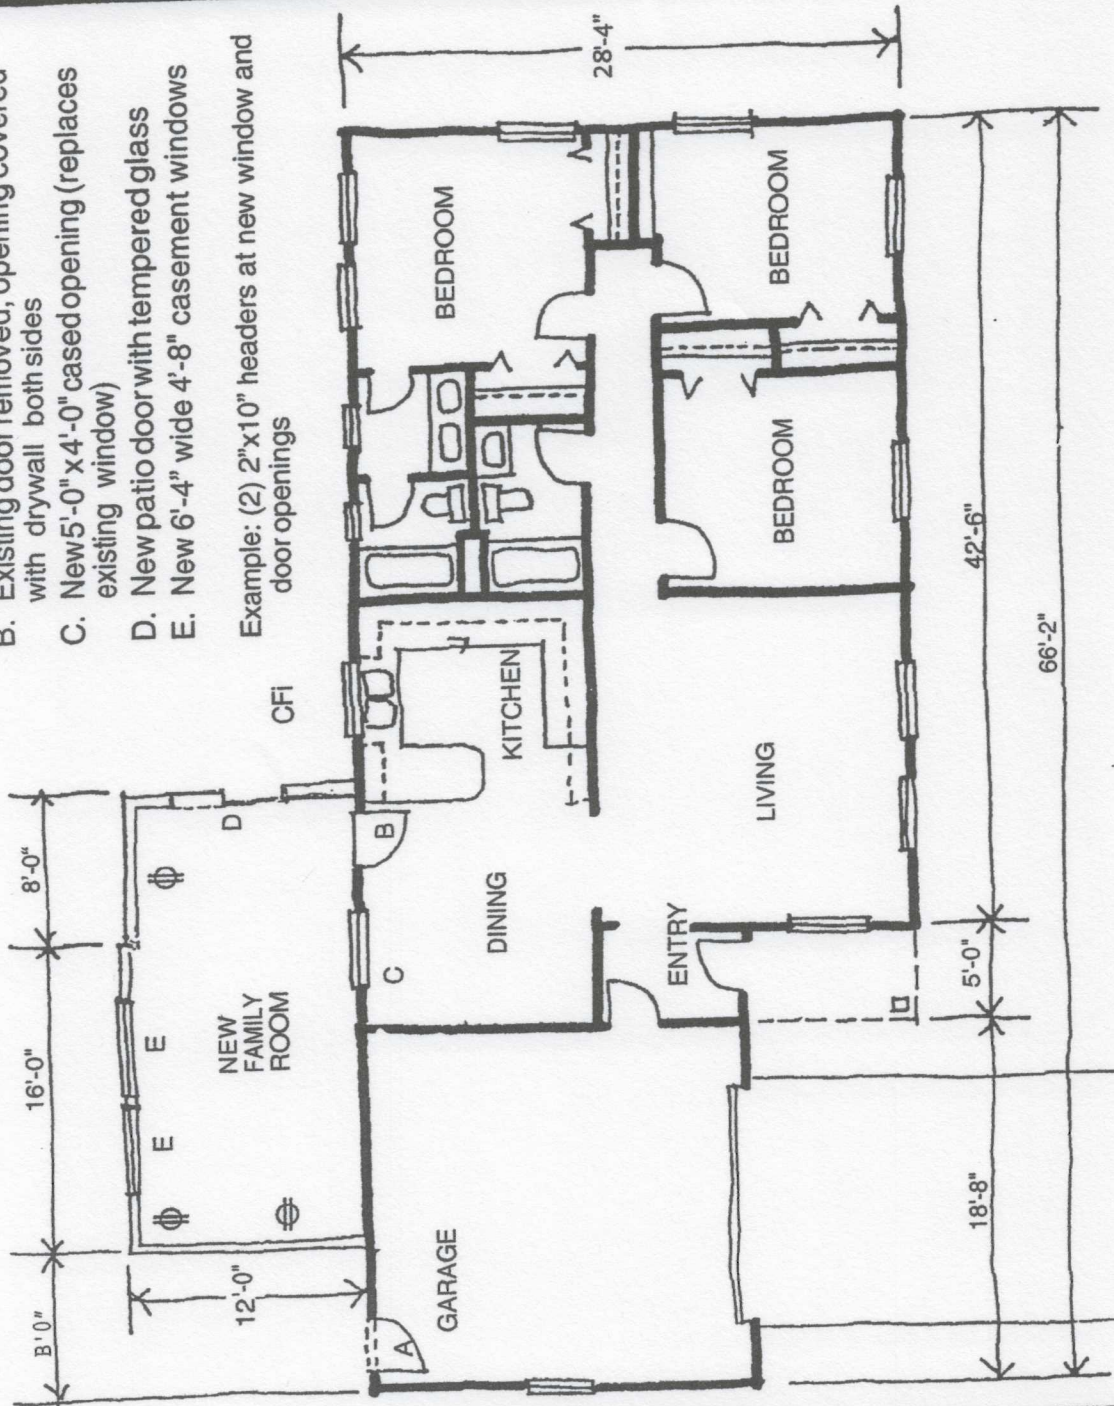 B. Existing door removed, opening covered
with drywall both sides
C. New 5'-0" x 4'-0" cased opening (replaces
existing window)
D. New patio door with tempered glass
E. New 6'-4" wide 4'-8" casement windows
Example: (2) 2"x10" headers at new window and
door openings
CFi
B'0"
16'-0"
8'-0"
12'-0"
E
E
D
NEW
FAMILY
ROOM
A
C
B
GARAGE
DINING
KITCHEN
BEDROOM
28'-4"
ENTRY
LIVING
BEDROOM
BEDROOM
18'-8"
5'-0"
42'-6"
66'-2"